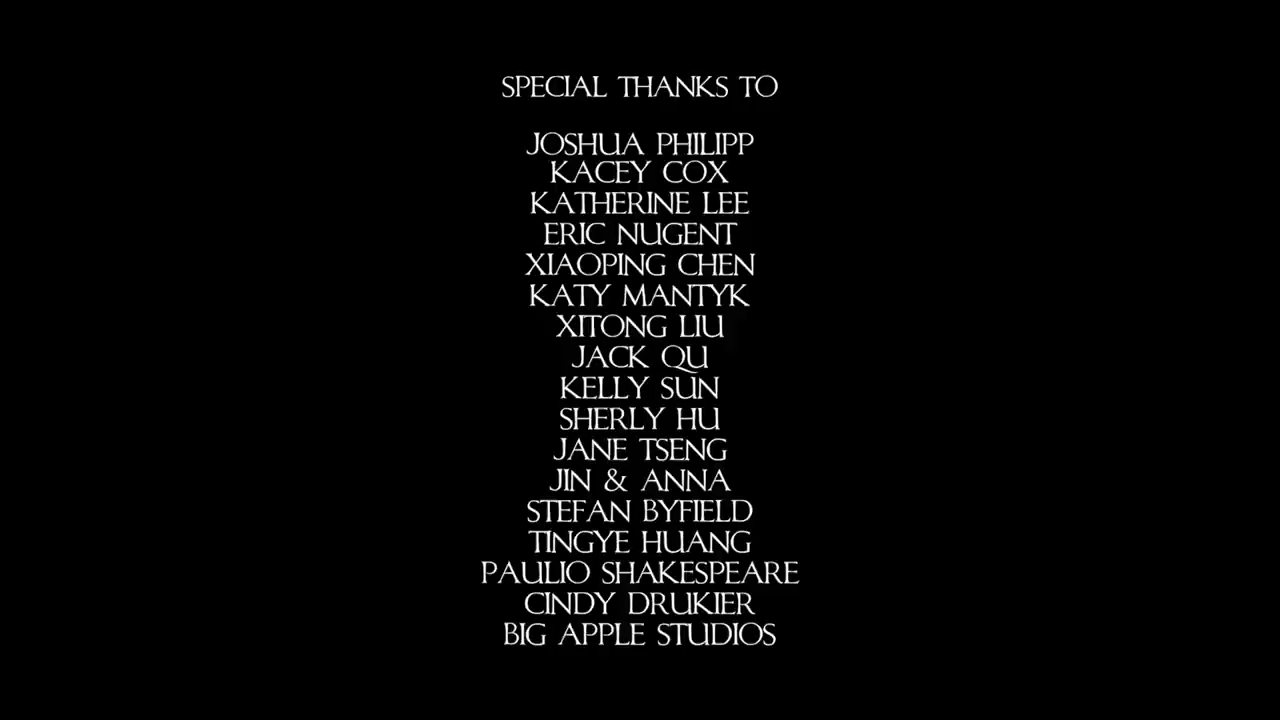 SPECIAL THANKS TO
JOSHUA PHILIPP
KACEY COX
KATHERINE LEE
ERIC NUGENT
XIAOPING CHEN
KATY MANTYK
XITONG LIU
JACK QU
KELLY SUN
SHERLY HU
JANE TSENG
JIN & ANNA
STEFAN BYFIELD
TINGYE HUANG
PAULIO SHAKESPEARE
CINDY DRUKIER
BIG APPLE STUDIOS